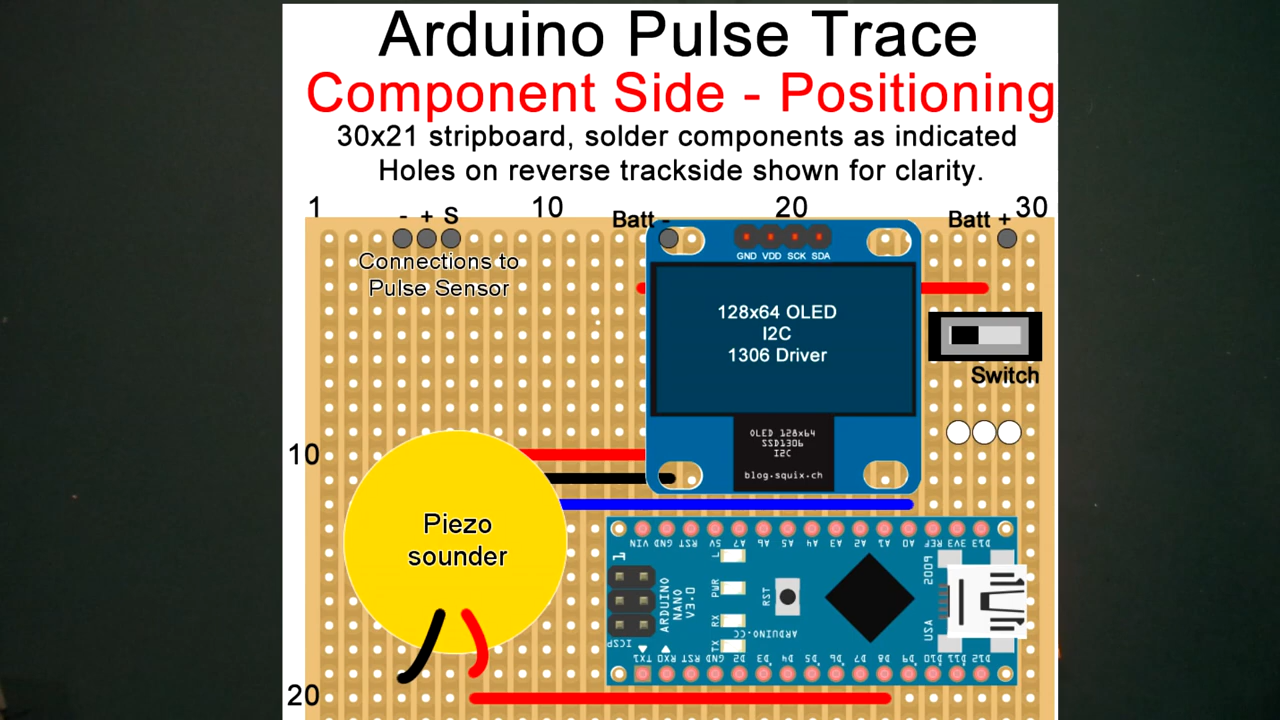 Arduino Pulse Trace
Component Side - Positioning
30x21 stripboard, solder components as indicated
Holes on reverse trackside shown for clarity.
1 10 20 30
- + S
Batt -
Batt +
Connections to
Pulse Sensor
GND VDD SCK SDA
128x64 OLED
I2C
1306 Driver
Switch
OLED 128x64
SSD1306
I2C
blog.squix.ch
10
Piezo
sounder
VIN GND RST 5V A7 A6 A5 A4 A3 A2 A1 A0 REF 3V3 D13
1
L
PWR
RX
TX
ARDUINO
NANO
V3.0
RST
ARDUINO.CC
ICSP
USA
TX1 RX0 RST GND D2 D3 D4 D5 D6 D7 D8 D9 D10 D11 D12
20